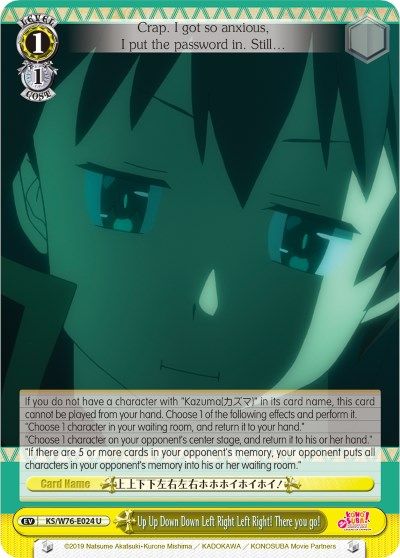 LEVEL
1
1
COST
Crap. I got so anxious,
I put the password in. Still…
If you do not have a character with "Kazuma(カズマ)" in its card name, this card
cannot be played from your hand. Choose 1 of the following effects and perform it.
"Choose 1 character in your waiting room, and return it to your hand."
"Choose 1 character on your opponent's center stage, and return it to his or her hand."
"If there are 5 or more cards in your opponent's memory, your opponent puts all
characters in your opponent's memory into his or her waiting room."
Card Name 上上下下左右左右ホホホイホイホイ!
EV KS/W76-E024 U Up Up Down Down Left Right Left Right! There you go!
KONO
SUBA!
©2019 Natsume Akatsuki・Kurone Mishima / KADOKAWA / KONOSUBA Movie Partners